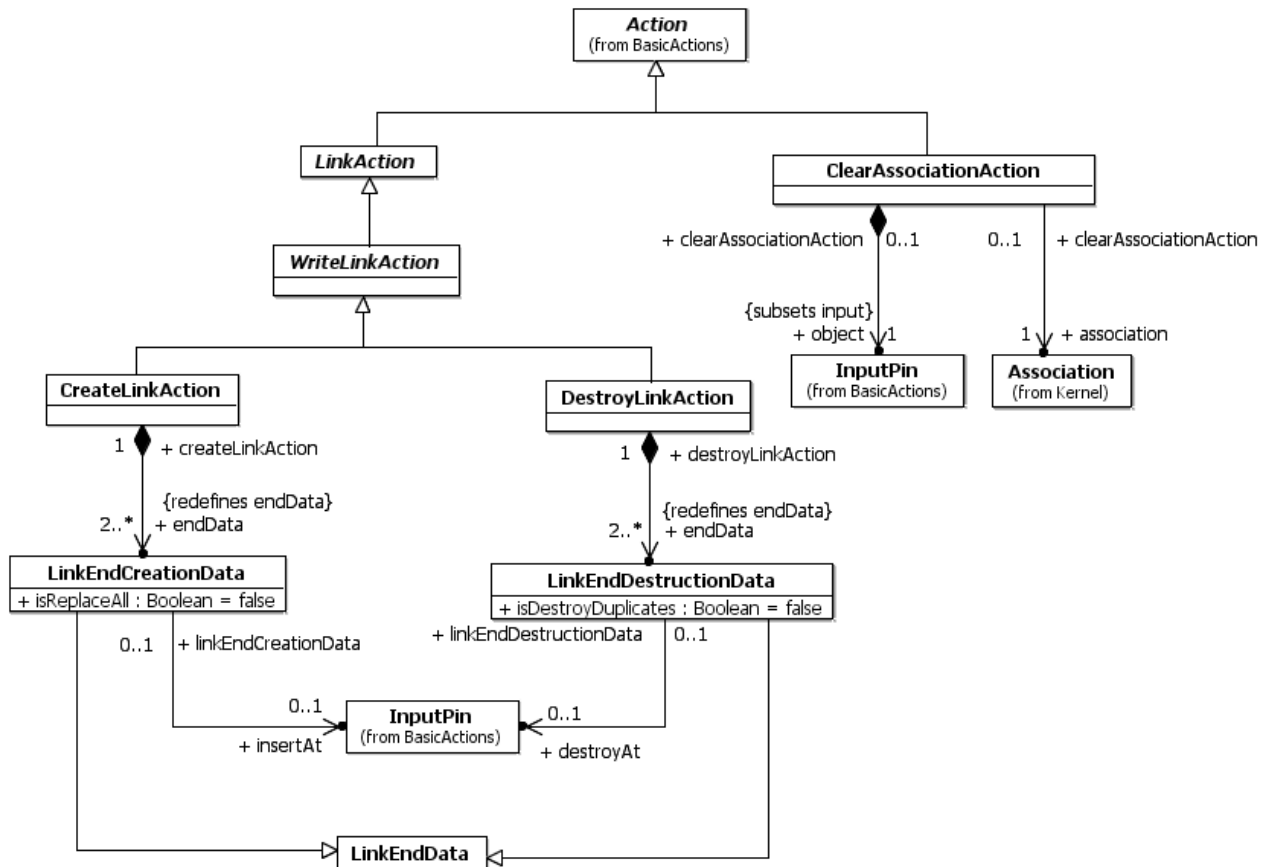 Action
(from BasicActions)
LinkAction
ClearAssociationAction
+ clearAssociationAction
0..1
0..1
+ clearAssociationAction
WriteLinkAction
{subsets input}
+ object
1
1
+ association
InputPin
(from BasicActions)
Association
(from Kernel)
CreateLinkAction
DestroyLinkAction
1
+ createLinkAction
1
+ destroyLinkAction
{redefines endData}
2..*
+ endData
{redefines endData}
2..*
+ endData
LinkEndCreationData
+ isReplaceAll : Boolean = false
LinkEndDestructionData
+ isDestroyDuplicates : Boolean = false
0..1
+ linkEndCreationData
+ linkEndDestructionData
0..1
0..1
+ insertAt
InputPin
(from BasicActions)
0..1
+ destroyAt
LinkEndData